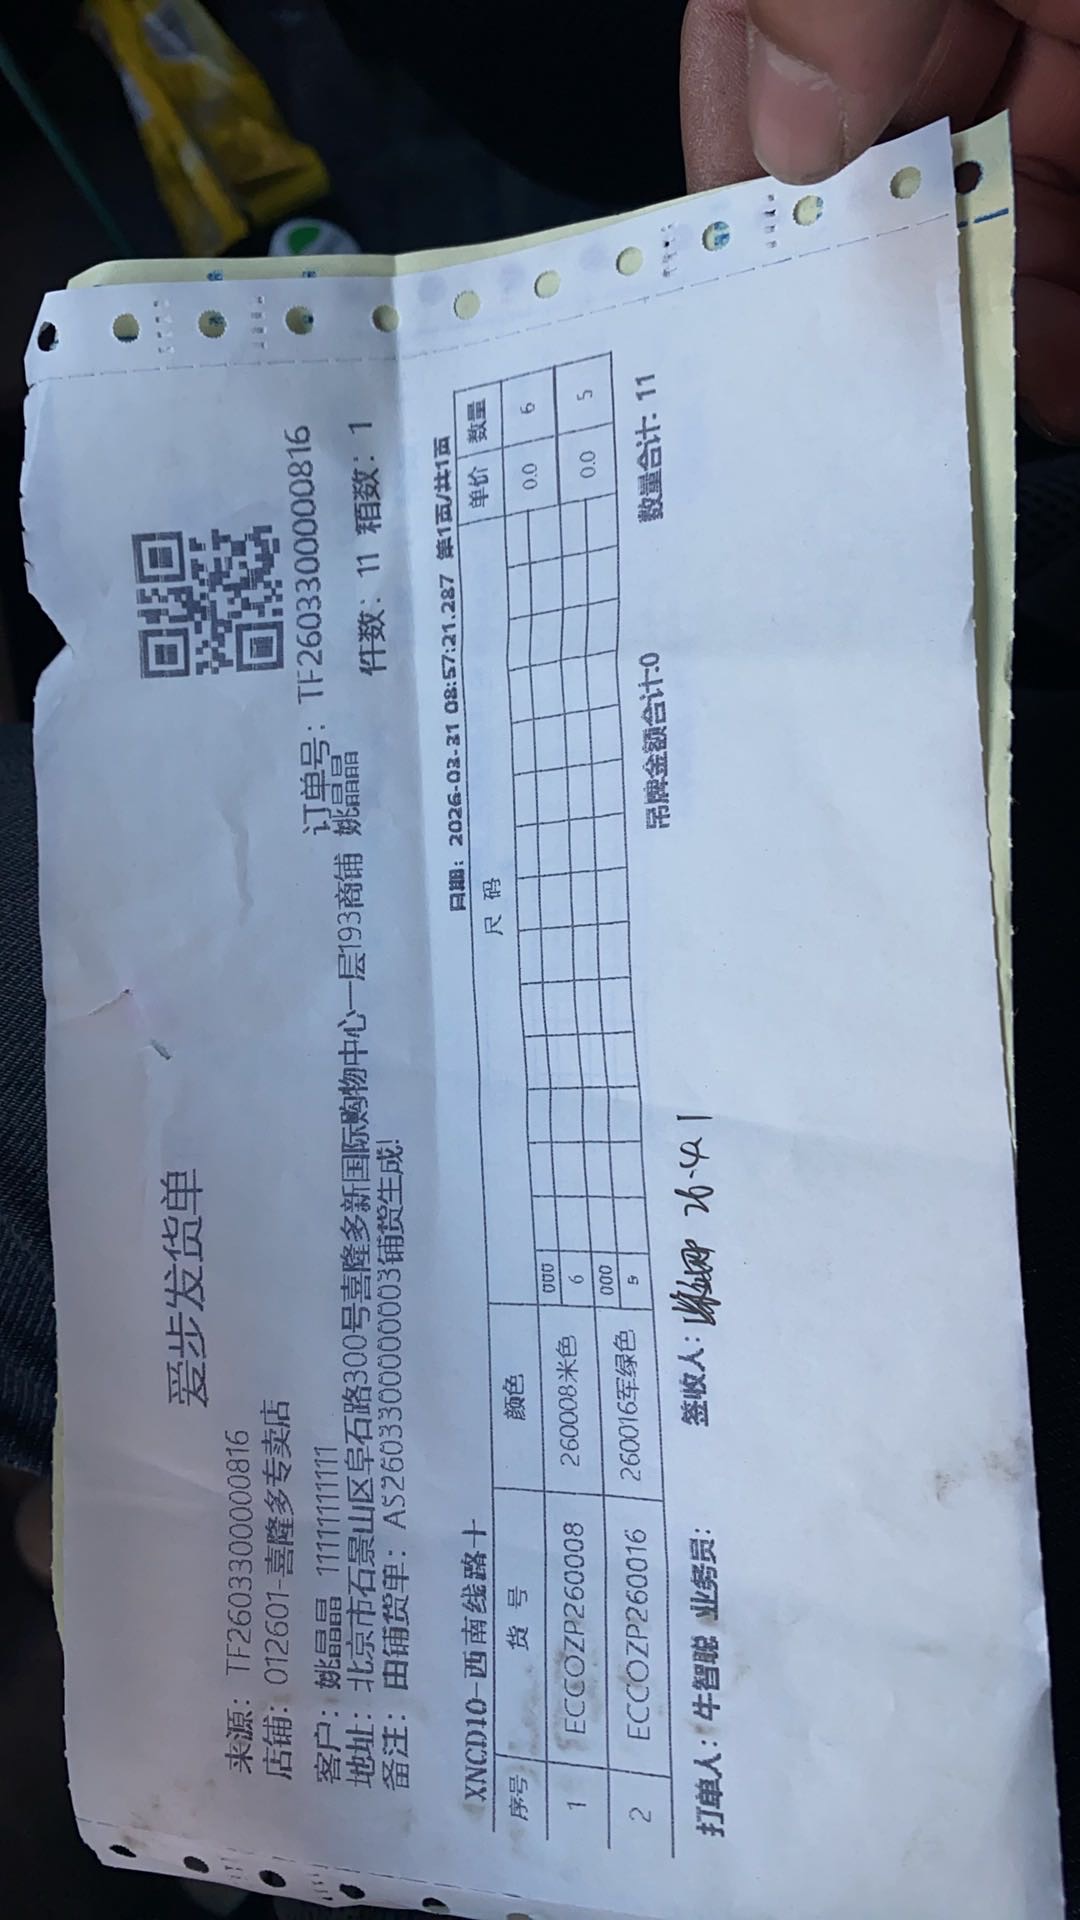 爱步发货单
来源：TF2603300000816
店铺：012601-喜隆多专卖店 订单号：TF2603300000816
客户：姚晶晶 11111111111
地址：北京市石景山区阜石路300号喜隆多新国际购物中心一层193商铺 姚晶晶
备注：由铺货单：AS2603300000003铺货生成! 件数：11 箱数：1
XNCD10-西南线路十 日期：2026-03-31 08:57:21.287 第1页/共1页
序号 货 号 颜色 尺 码 单价 数量
000
1 ECCOZP260008 260008米色 6 0.0 6
000
2 ECCOZP260016 260016军绿色 5 0.0 5
吊牌金额合计:0 数量合计: 11
打单人: 牛智聪 业务员: 签收人: 26.4.1